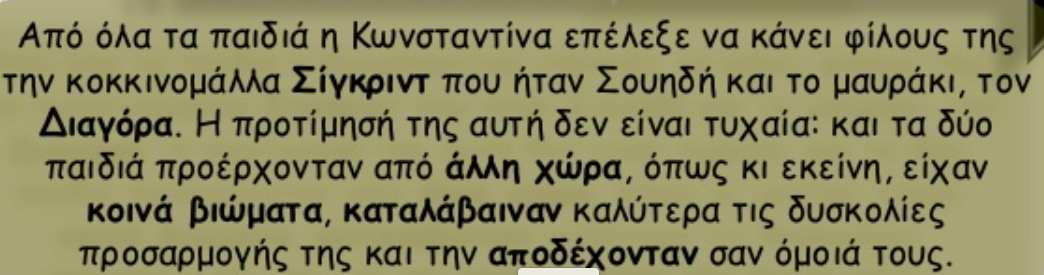 Από όλα τα παιδιά η Κωνσταντίνα επέλεξε να κάνει φίλους της
την κοκκινομάλλα Σίγκριντ που ήταν Σουηδή και το μαυράκι, τον
Διαγόρα. Η προτίμησή της αυτή δεν είναι τυχαία: και τα δύο
παιδιά προέρχονταν από άλλη χώρα, όπως κι εκείνη, είχαν
κοινά βιώματα, καταλάβαιναν καλύτερα τις δυσκολίες
προσαρμογής της και την αποδέχονταν σαν όμοιά τους.